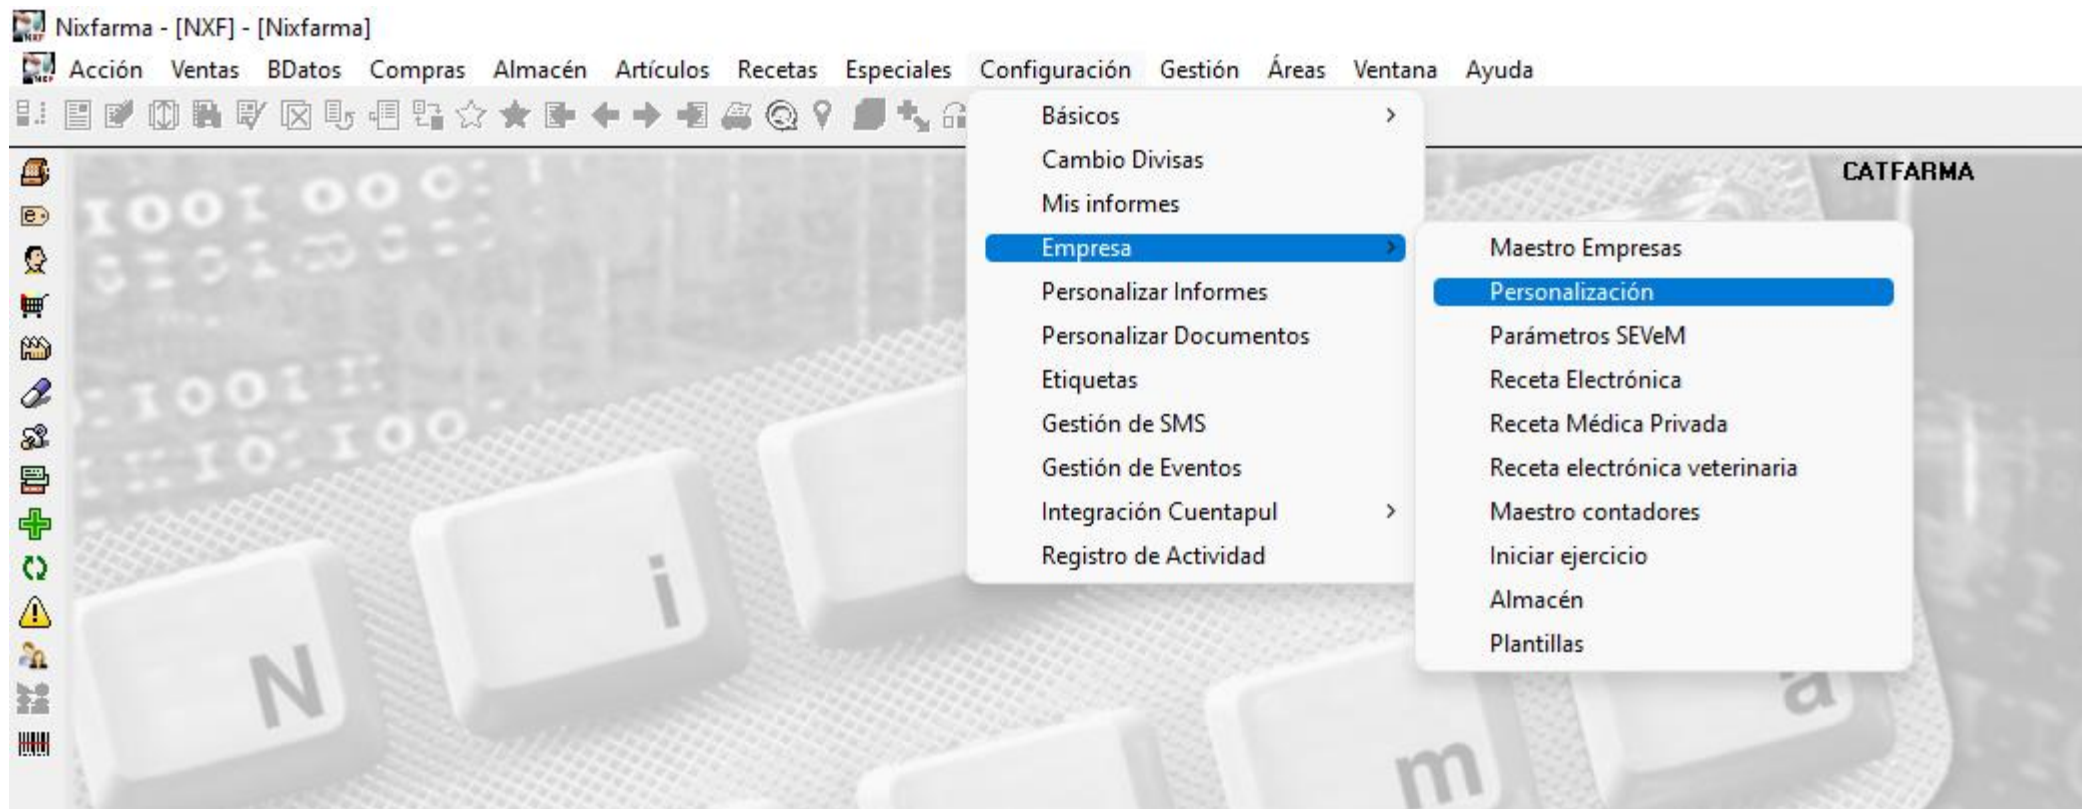 Nixfarma - [NXF] - [Nixfarma]
Acción Ventas BDatos Compras Almacén Artículos Recetas Especiales Configuración Gestión Áreas Ventana Ayuda
CATFARMA
Básicos
Cambio Divisas
Mis informes
Empresa
Personalizar Informes
Personalizar Documentos
Etiquetas
Gestión de SMS
Gestión de Eventos
Integración Cuentapul
Registro de Actividad
Maestro Empresas
Personalización
Parámetros SEVeM
Receta Electrónica
Receta Médica Privada
Receta electrónica veterinaria
Maestro contadores
Iniciar ejercicio
Almacén
Plantillas
N i
m a